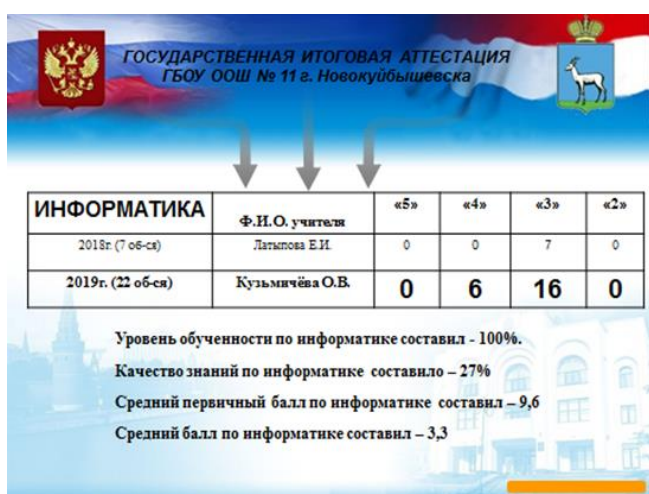 ГОСУДАРСТВЕННАЯ ИТОГОВАЯ АТТЕСТАЦИЯ
ГБОУ ООШ № 11 г. Новокуйбышевска
ИНФОРМАТИКА Ф.И.О. учителя «5» «4» «3» «2»
2018г. (7 об-ся) Латыпова Е.И. 0 0 7 0
2019г. (22 об-ся) Кузьмичёва О.В. 0 6 16 0
Уровень обученности по информатике составил - 100%.
Качество знаний по информатике составило – 27%
Средний первичный балл по информатике составил – 9,6
Средний балл по информатике составил – 3,3